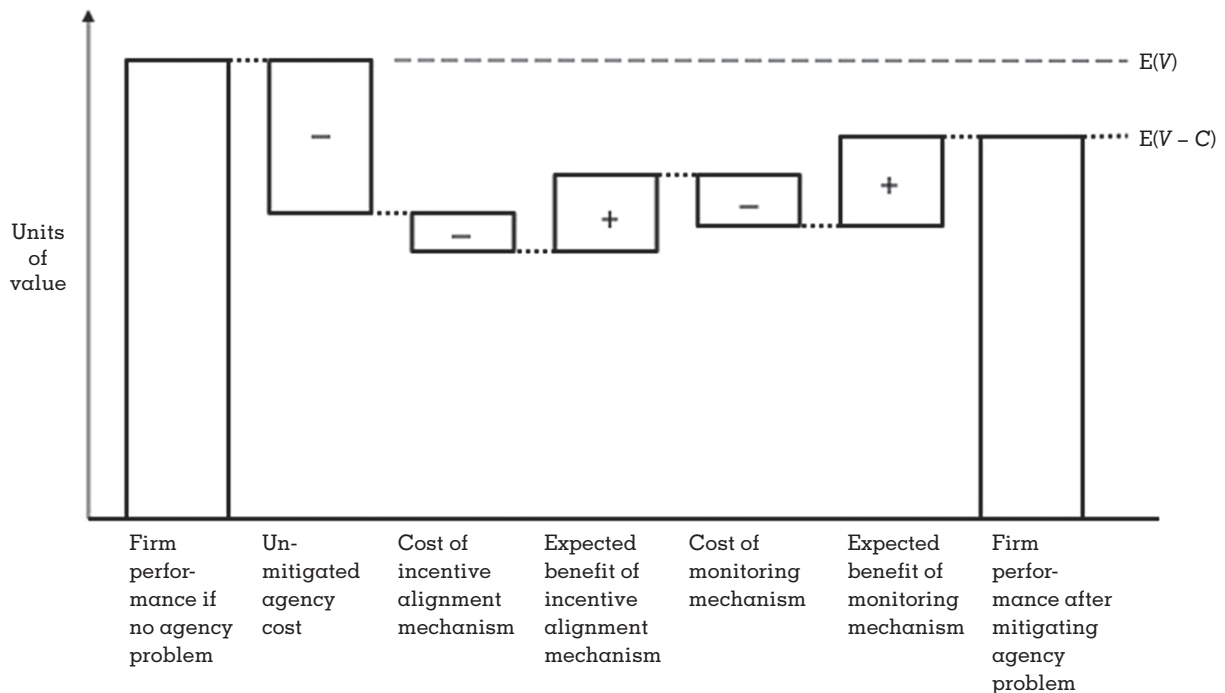 E(V)
E(V – C)
–
–
+
–
+
Units
of
value
Firm
perfor-
mance if
no agency
problem
Un-
mitigated
agency
cost
Cost of
incentive
alignment
mechanism
Expected
benefit of
incentive
alignment
mechanism
Cost of
monitoring
mechanism
Expected
benefit of
monitoring
mechanism
Firm
perfor-
mance after
mitigating
agency
problem